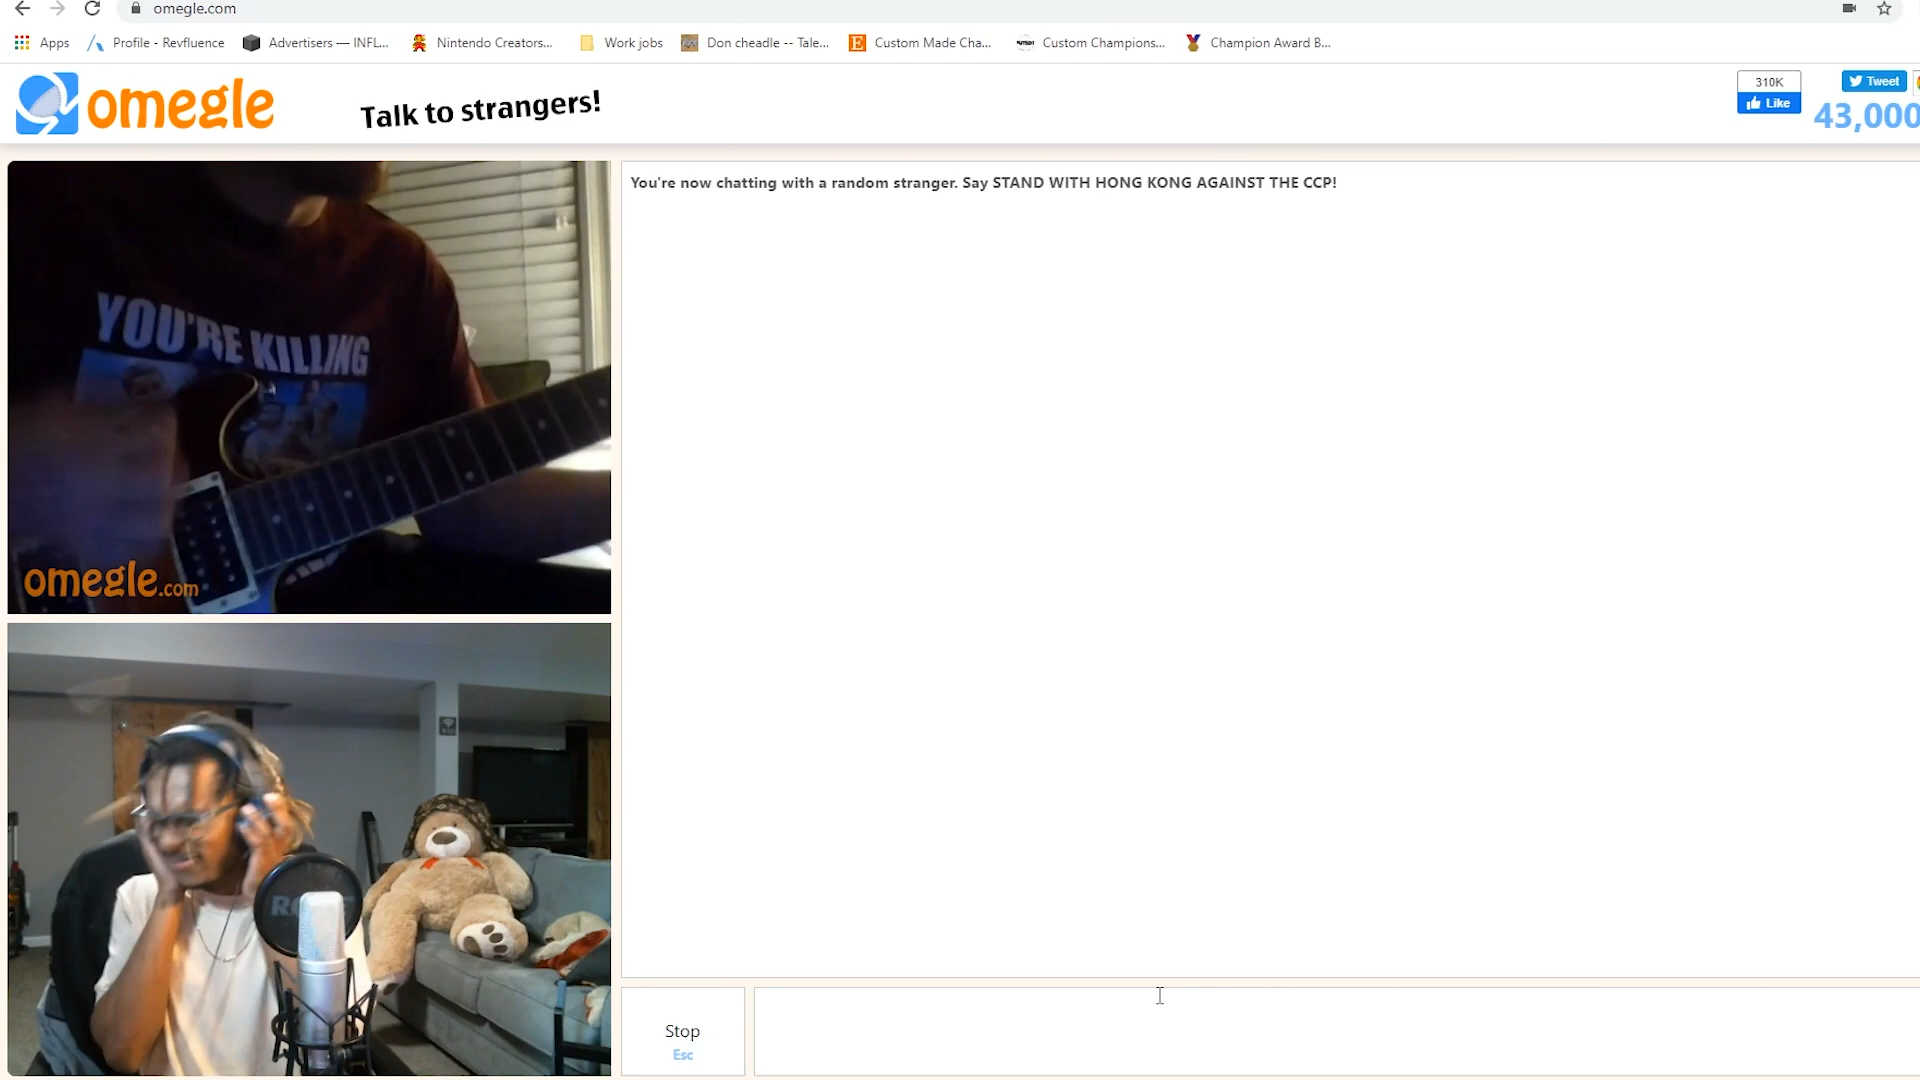 omegle.com
Apps
Profile - Revfluence
Advertisers — INFL...
Nintendo Creators...
Work jobs
Don cheadle -- Tale...
Custom Made Cha...
Custom Champions...
Champion Award B...
omegle
Talk to strangers!
310K
Like
Tweet
43,000
YOU'RE KILLING
omegle.com
You're now chatting with a random stranger. Say STAND WITH HONG KONG AGAINST THE CCP!
Stop
Esc